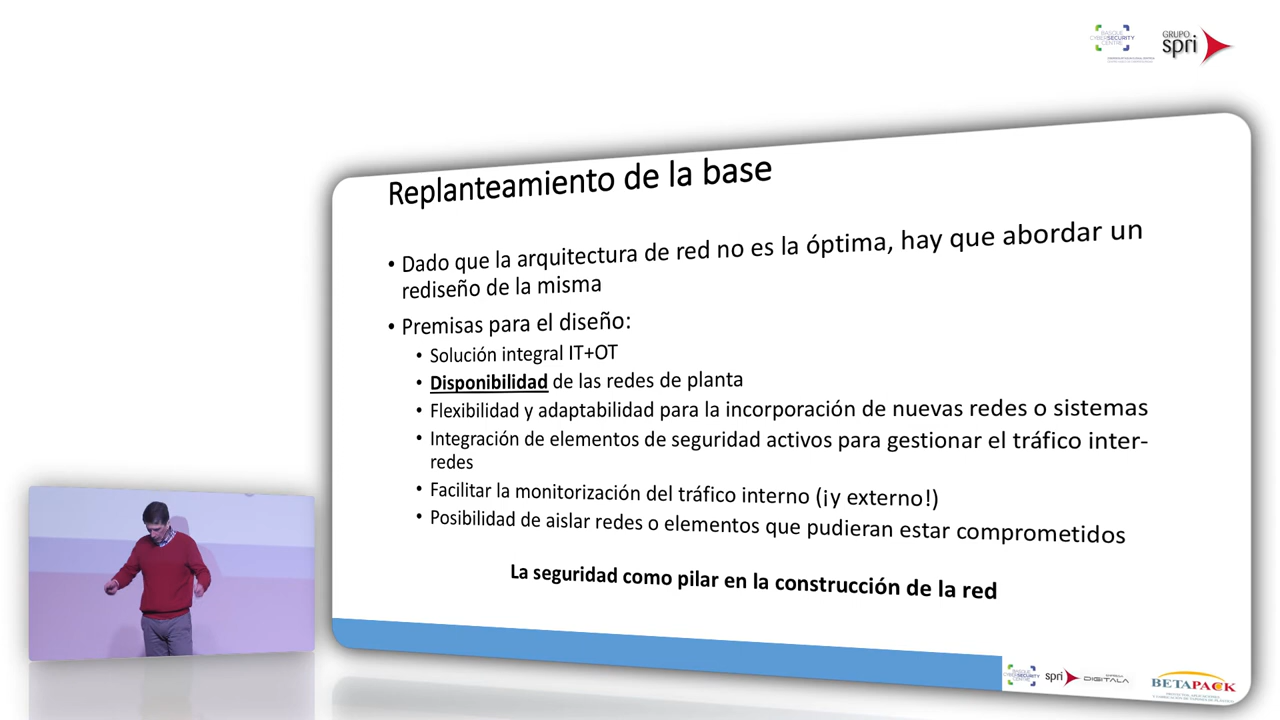 BASQUE
CYBERSECURITY
CENTRE
GRUPO
spri
Replanteamiento de la base
• Dado que la arquitectura de red no es la óptima, hay que abordar un
rediseño de la misma
• Premisas para el diseño:
• Solución integral IT+OT
• Disponibilidad de las redes de planta
• Flexibilidad y adaptabilidad para la incorporación de nuevas redes o sistemas
• Integración de elementos de seguridad activos para gestionar el tráfico inter-
redes
• Facilitar la monitorización del tráfico interno (¡y externo!)
• Posibilidad de aislar redes o elementos que pudieran estar comprometidos
La seguridad como pilar en la construcción de la red
spri
DIGITALA
BETAPACK